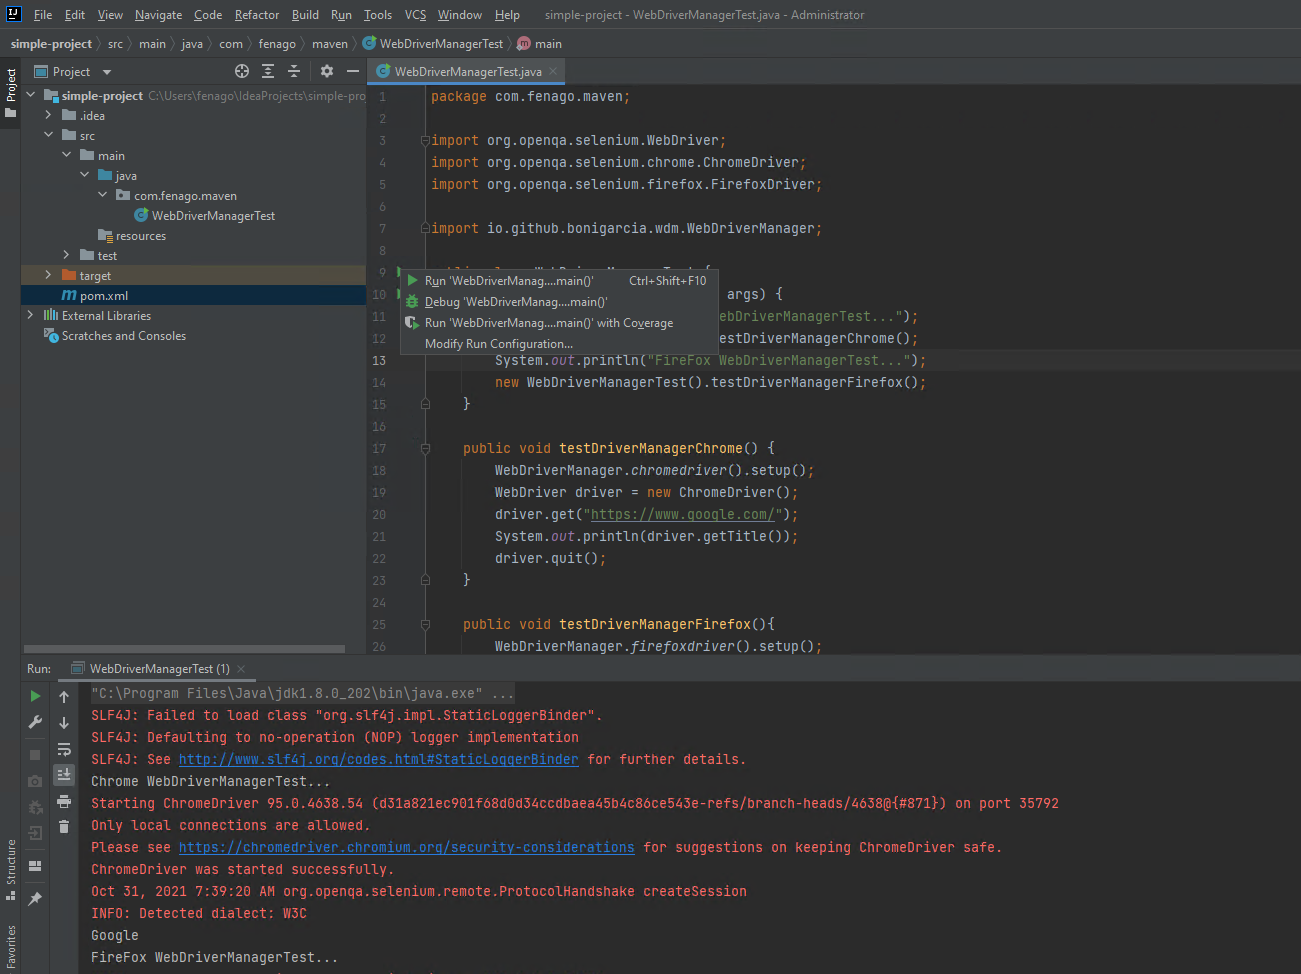 File Edit View Navigate Code Refactor Build Run Tools VCS Window Help simple-project - WebDriverManagerTest.java - Administrator
simple-project src main java com fenago maven WebDriverManagerTest main
Project
Project
WebDriverManagerTest.java
simple-project C:\Users\fenago\IdeaProjects\simple-pro
.idea
src
main
java
com.fenago.maven
WebDriverManagerTest
resources
test
target
pom.xml
External Libraries
Scratches and Consoles
1 package com.fenago.maven;
2
3 import org.openqa.selenium.WebDriver;
4 import org.openqa.selenium.chrome.ChromeDriver;
5 import org.openqa.selenium.firefox.FirefoxDriver;
6
7 import io.github.bonigarcia.wdm.WebDriverManager;
8
9
10 args) {
11 ebDriverManagerTest...");
12 estDriverManagerChrome();
13 System.out.println("FireFox WebDriverManagerTest...");
14 new WebDriverManagerTest().testDriverManagerFirefox();
15 }
16
17 public void testDriverManagerChrome() {
18 WebDriverManager.chromedriver().setup();
19 WebDriver driver = new ChromeDriver();
20 driver.get("https://www.google.com/");
21 System.out.println(driver.getTitle());
22 driver.quit();
23 }
24
25 public void testDriverManagerFirefox(){
26 WebDriverManager.firefoxdriver().setup();
Run 'WebDriverManag....main()' Ctrl+Shift+F10
Debug 'WebDriverManag....main()'
Run 'WebDriverManag....main()' with Coverage
Modify Run Configuration...
Run: WebDriverManagerTest (1)
"C:\Program Files\Java\jdk1.8.0_202\bin\java.exe" ...
SLF4J: Failed to load class "org.slf4j.impl.StaticLoggerBinder".
SLF4J: Defaulting to no-operation (NOP) logger implementation
SLF4J: See http://www.slf4j.org/codes.html#StaticLoggerBinder for further details.
Chrome WebDriverManagerTest...
Starting ChromeDriver 95.0.4638.54 (d31a821ec901f68d0d34ccdbaea45b4c86ce543e-refs/branch-heads/4638@{#871}) on port 35792
Only local connections are allowed.
Please see https://chromedriver.chromium.org/security-considerations for suggestions on keeping ChromeDriver safe.
ChromeDriver was started successfully.
Oct 31, 2021 7:39:20 AM org.openqa.selenium.remote.ProtocolHandshake createSession
INFO: Detected dialect: W3C
Google
FireFox WebDriverManagerTest...
Structure
Favorites